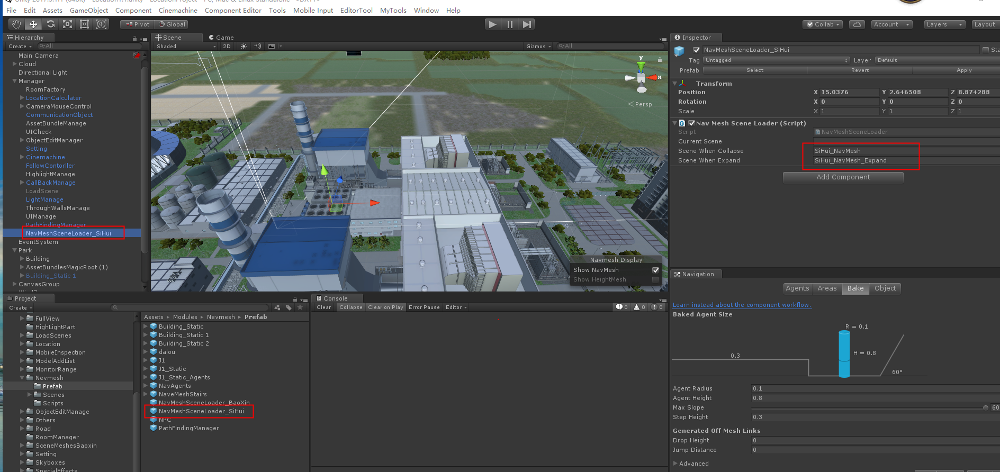 File Edit Assets GameObject Component Cinemachine Component Editor Tools Mobile Input EditorTool MyTools Window Help
Pivot Global
Collab Account Layers Layout
Hierarchy
Create All
Main Camera
Cloud
Directional Light
Manager
RoomFactory
LocationCalculater
CameraMouseControl
CommunicationObject
AssetBundleManage
UICheck
ObjectEditManager
Setting
Cinemachine
FollowContorller
HighlightManage
CallBackManage
LoadScene
LightManage
ThroughWallsManage
UIManage
PathFindingManager
NavMeshSceneLoader_SiHui
EventSystem
Park
Building
AssetBundlesMagicRoot (1)
Building_Static 1
CanvasGroup
Scene Game
Shaded 2D Gizmos All
y
x
Persp
Navmesh Display
Show NavMesh
Show HeightMesh
Inspector
NavMeshSceneLoader_SiHui Sta
Tag Untagged Layer Default
Prefab Select Revert Apply
Transform
Position X 15.0376 Y 2.646508 Z 8.874288
Rotation X 0 Y 0 Z 0
Scale X 1 Y 1 Z 1
Nav Mesh Scene Loader (Script)
Script NavMeshSceneLoader
Current Scene
Scene When Collapse SiHui_NavMesh
Scene When Expand SiHui_NavMesh_Expand
Add Component
Navigation
Agents Areas Bake Object
Learn instead about the component workflow.
Baked Agent Size
R = 0.1
H = 0.8
0.3
60°
Agent Radius 0.1
Agent Height 0.8
Max Slope 60
Step Height 0.3
Generated Off Mesh Links
Drop Height 0
Jump Distance 0
Advanced
Project
Create
FullView
HighLightPart
LoadScenes
Location
MobileInspection
ModelAddList
MonitorRange
Nevmesh
Prefab
Scenes
Scripts
ObjectEditManage
Others
Road
RoomManager
SceneMeshesBaoxin
Setting
Skyboxes
SpecialEffects
Assets Modules Nevmesh Prefab
Building_Static
Building_Static 1
Building_Static 2
dalou
J1
J1_Static
J1_Static_Agents
NavAgents
NaveMeshStairs
NavMeshSceneLoader_BaoXin
NavMeshSceneLoader_SiHui
NPC
PathFindingManager
Console
Clear Collapse Clear on Play Error Pause Editor 0 0 0